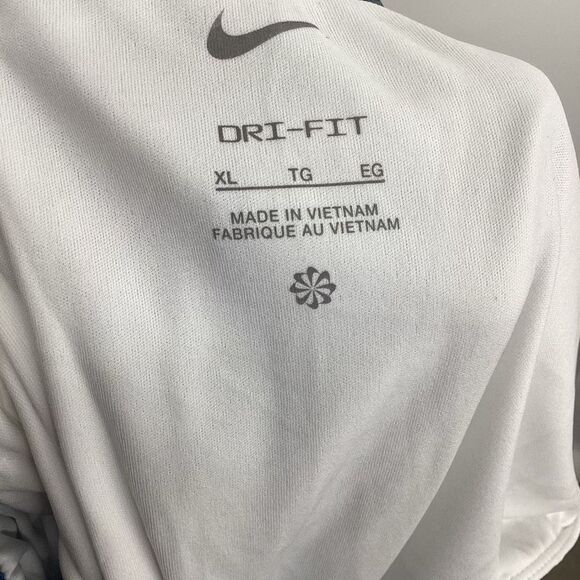 DRI-FIT
XL TG EG
MADE IN VIETNAM
FABRIQUE AU VIETNAM